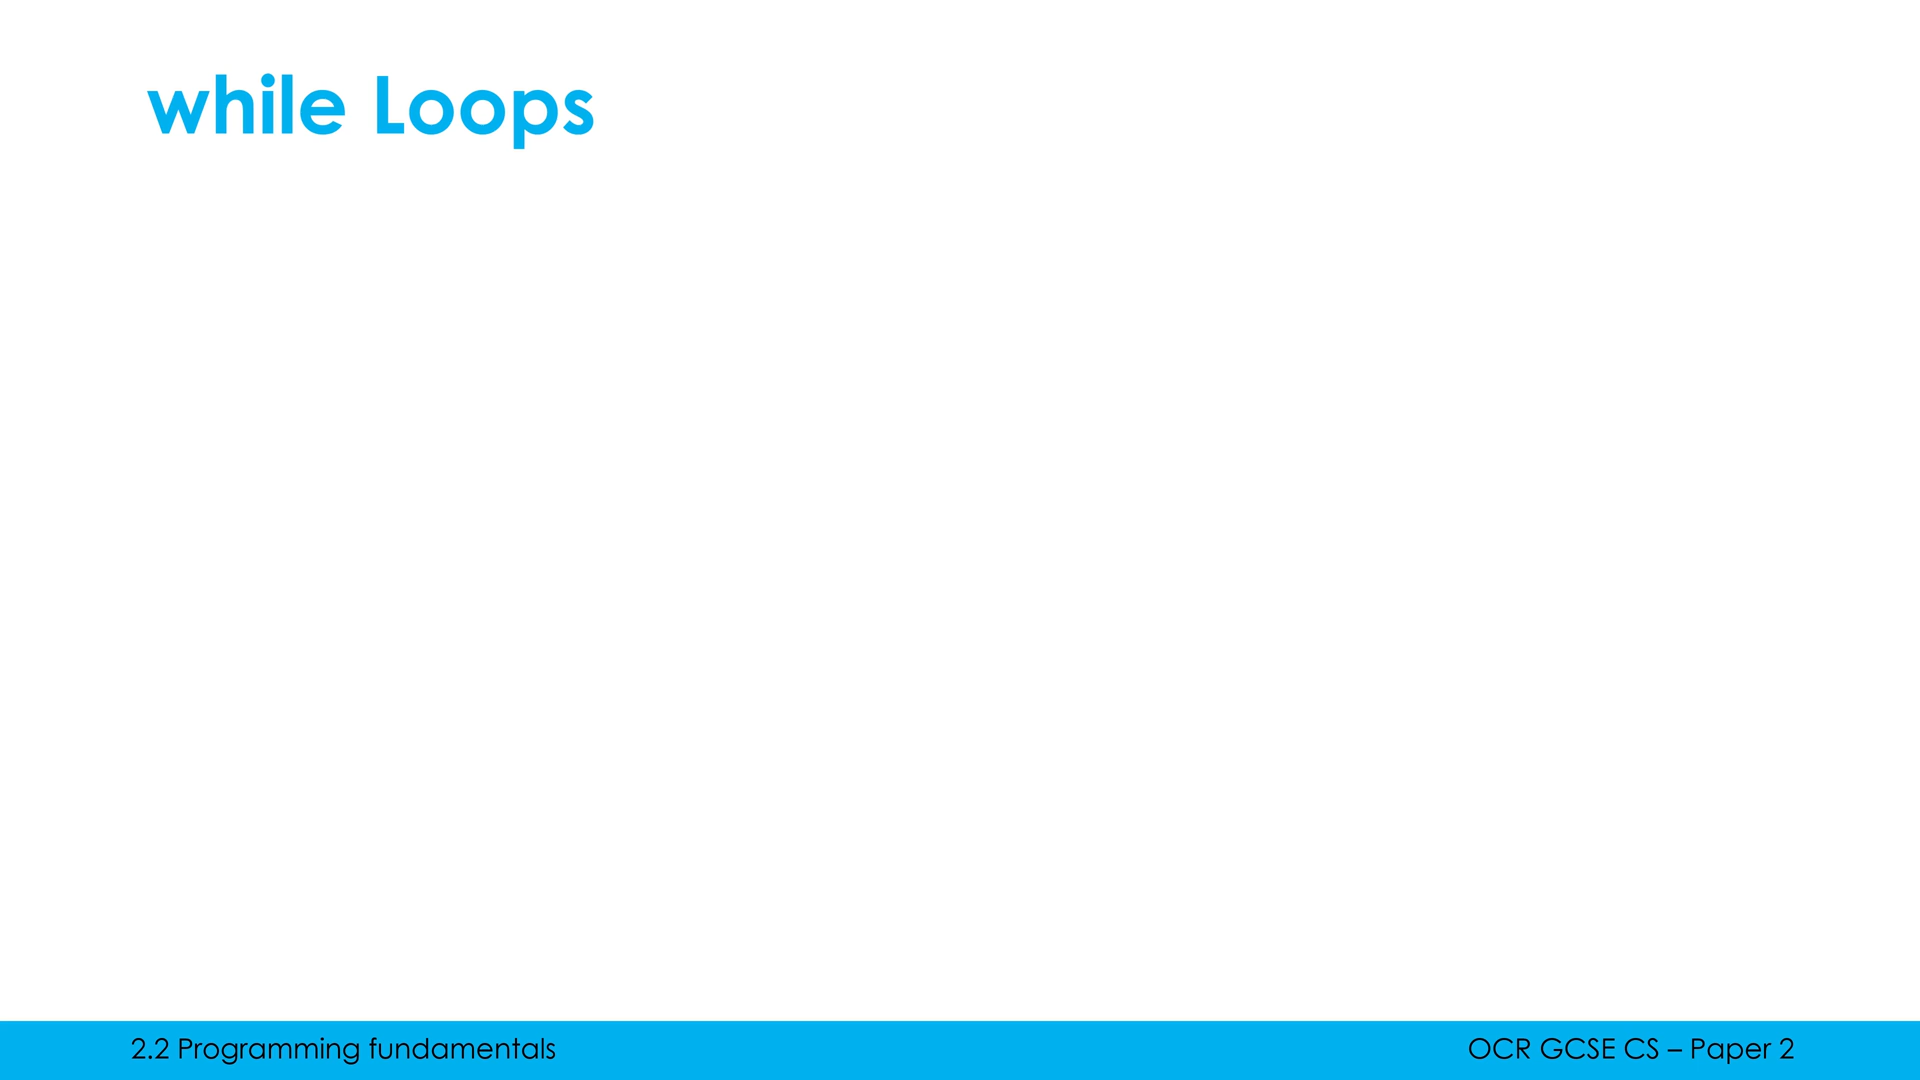 while Loops
2.2 Programming fundamentals
OCR GCSE CS – Paper 2